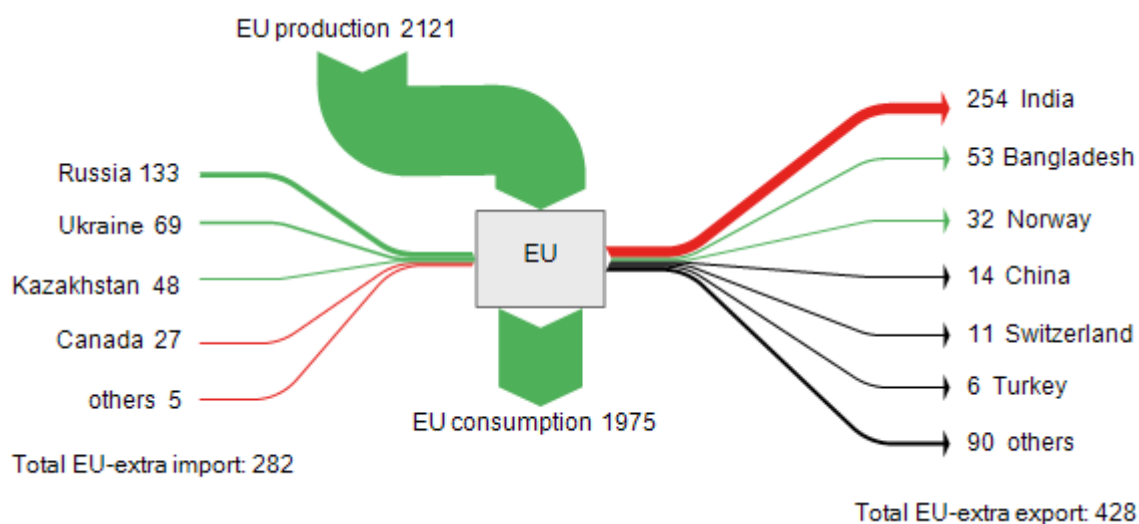 EU production 2121
Russia 133
Ukraine 69
Kazakhstan 48
Canada 27
others 5
Total EU-extra import: 282
EU
EU consumption 1975
254 India
53 Bangladesh
32 Norway
14 China
11 Switzerland
6 Turkey
90 others
Total EU-extra export: 428